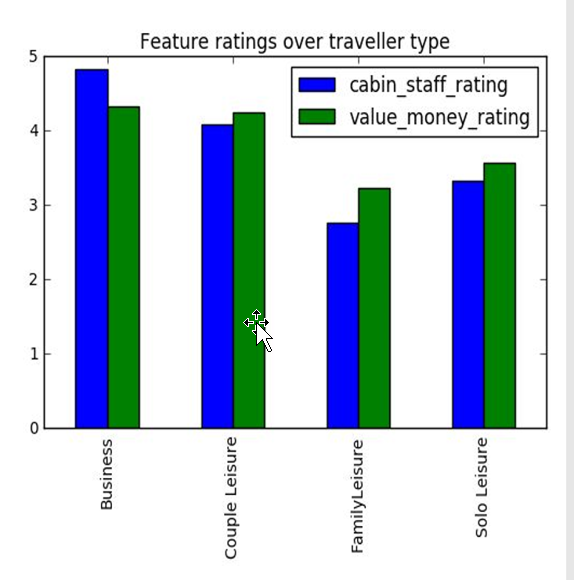 Feature ratings over traveller type
cabin_staff_rating
value_money_rating
5
4
3
2
1
0
Business
Couple Leisure
FamilyLeisure
Solo Leisure